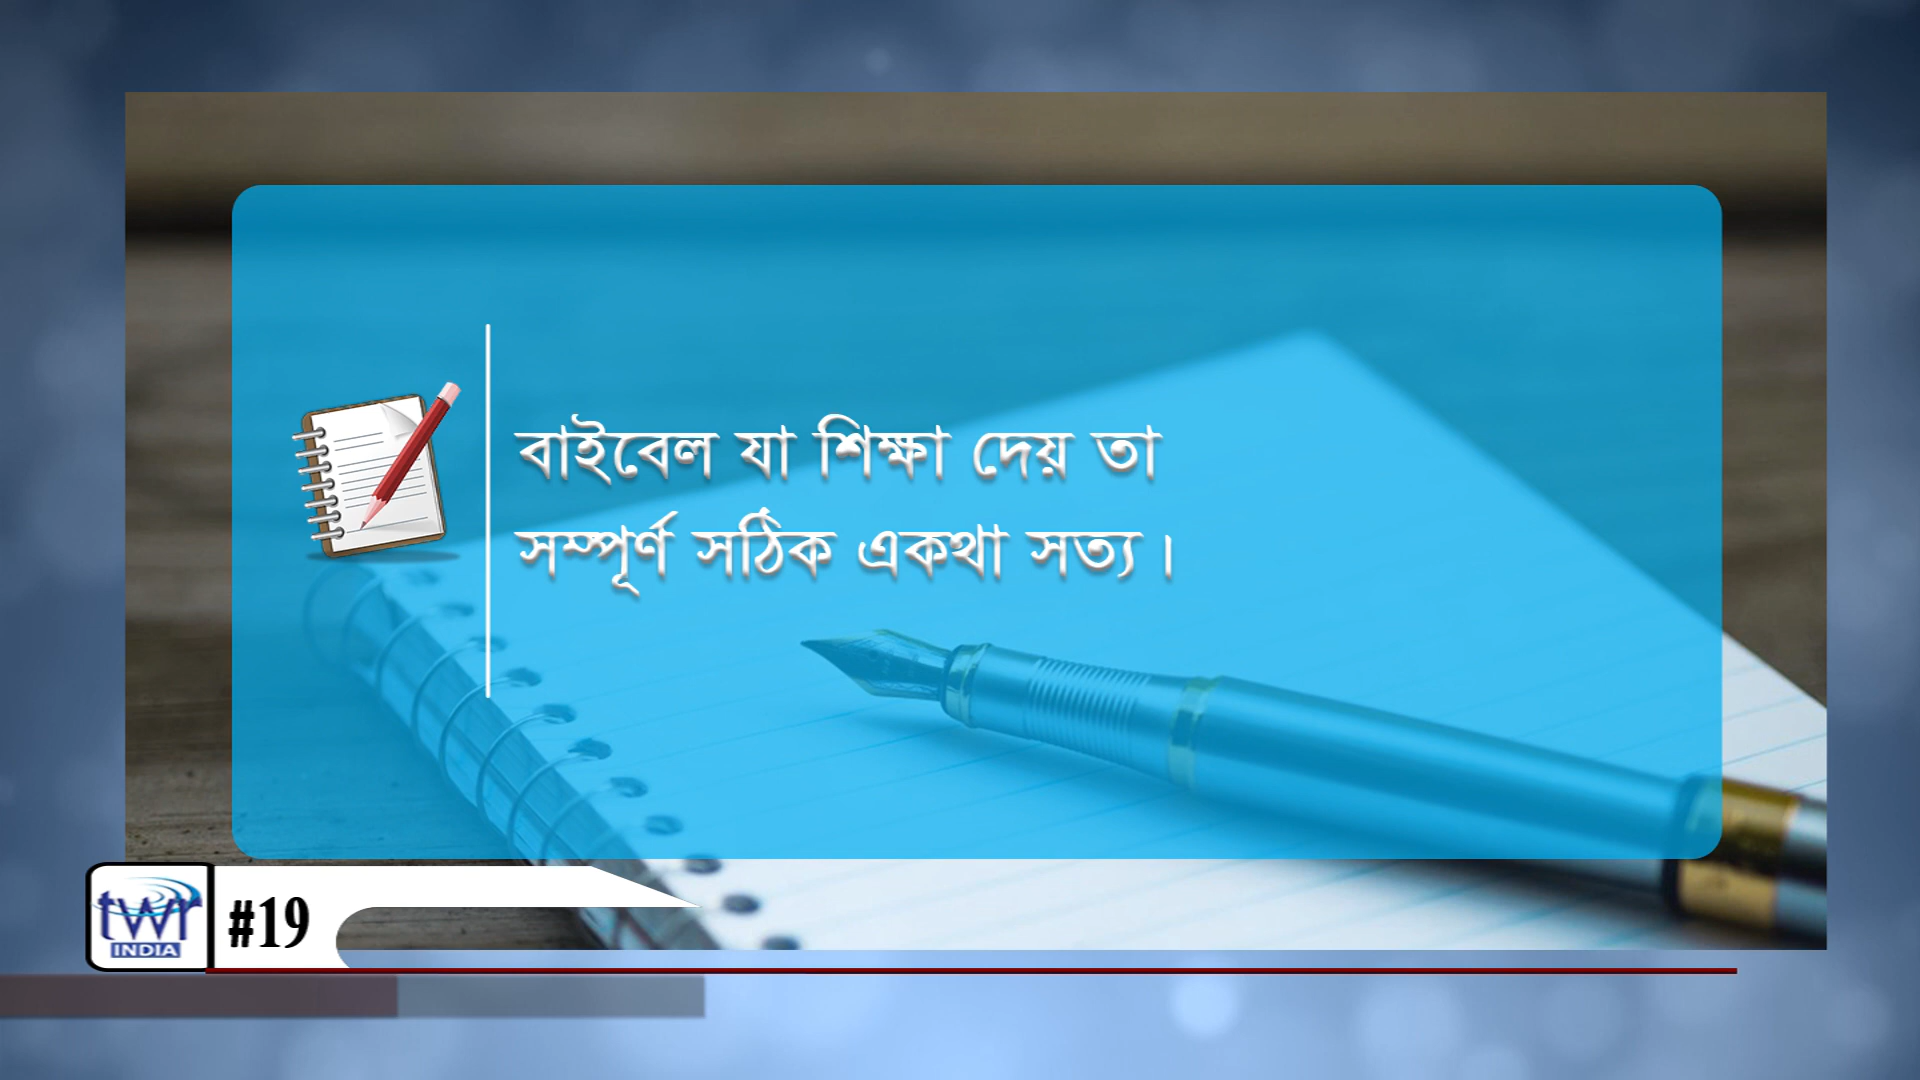 বাইবেল যা শিক্ষা দেয় তা
সম্পূর্ণ সঠিক একথা সত্য।
twr
INDIA
#19